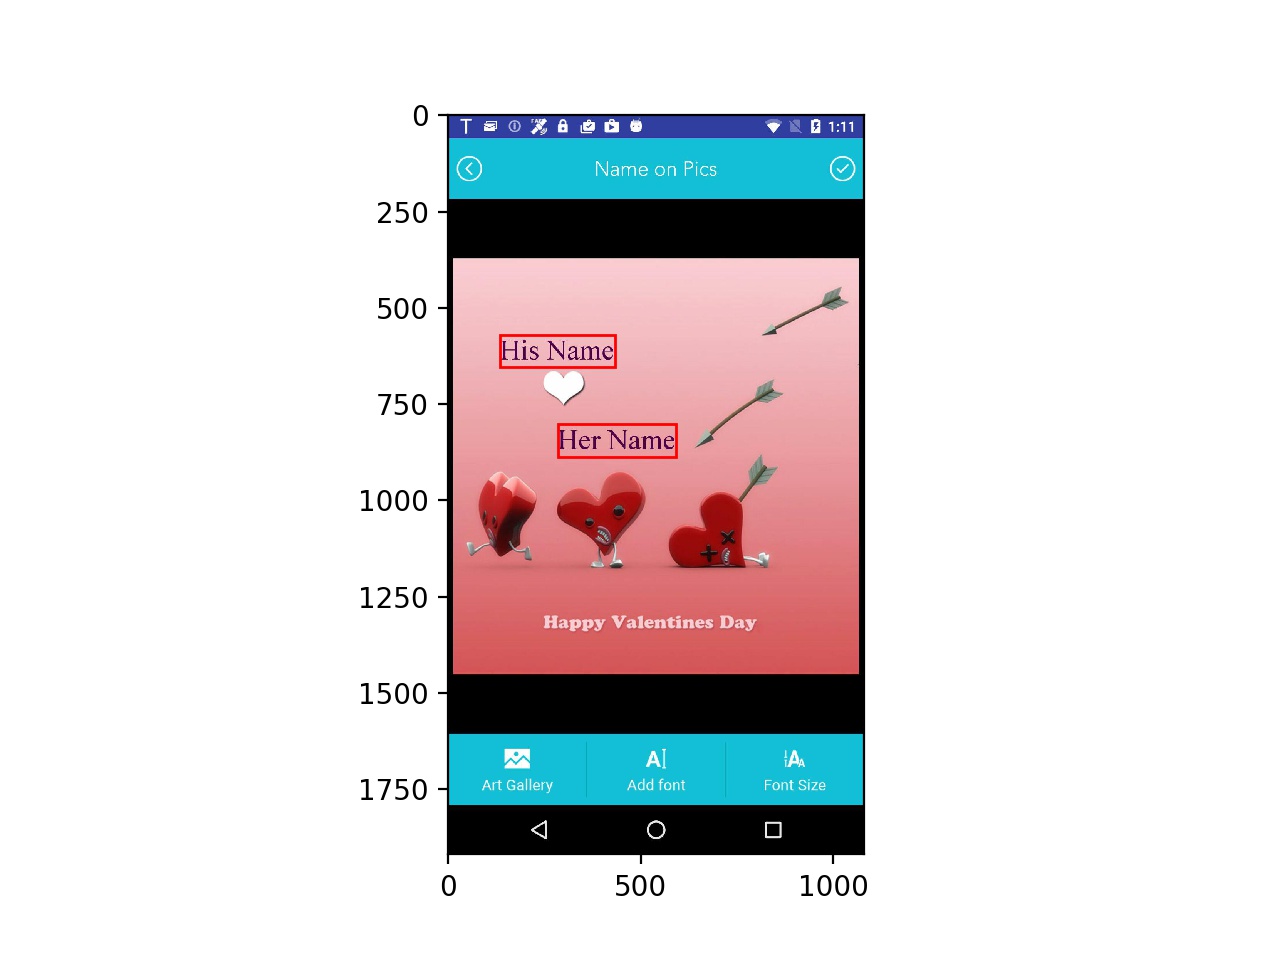 0
250
500
750
1000
1250
1500
1750
0
500
1000
1:11
Name on Pics
His Name
Her Name
Happy Valentines Day
Art Gallery
Add font
Font Size